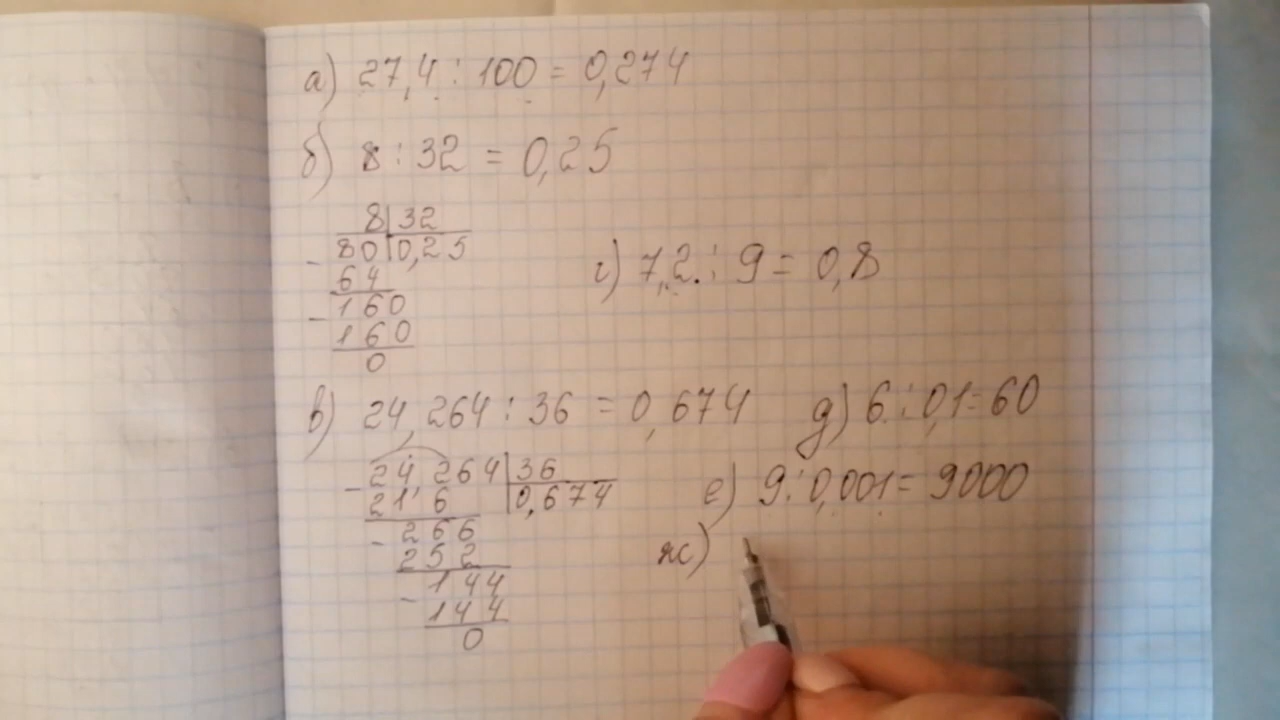 а) 27,4 : 100 = 0,274
б) 8 : 32 = 0,25
8|32
- 80|0,25
64
- 160
160
0
г) 7,2 : 9 = 0,8
в) 24,264 : 36 = 0,674
- 24,264|36
21 6|0,674
- 266
252
- 144
144
0
д) 6 : 0,1 = 60
е) 9 : 0,001 = 9000
ж)